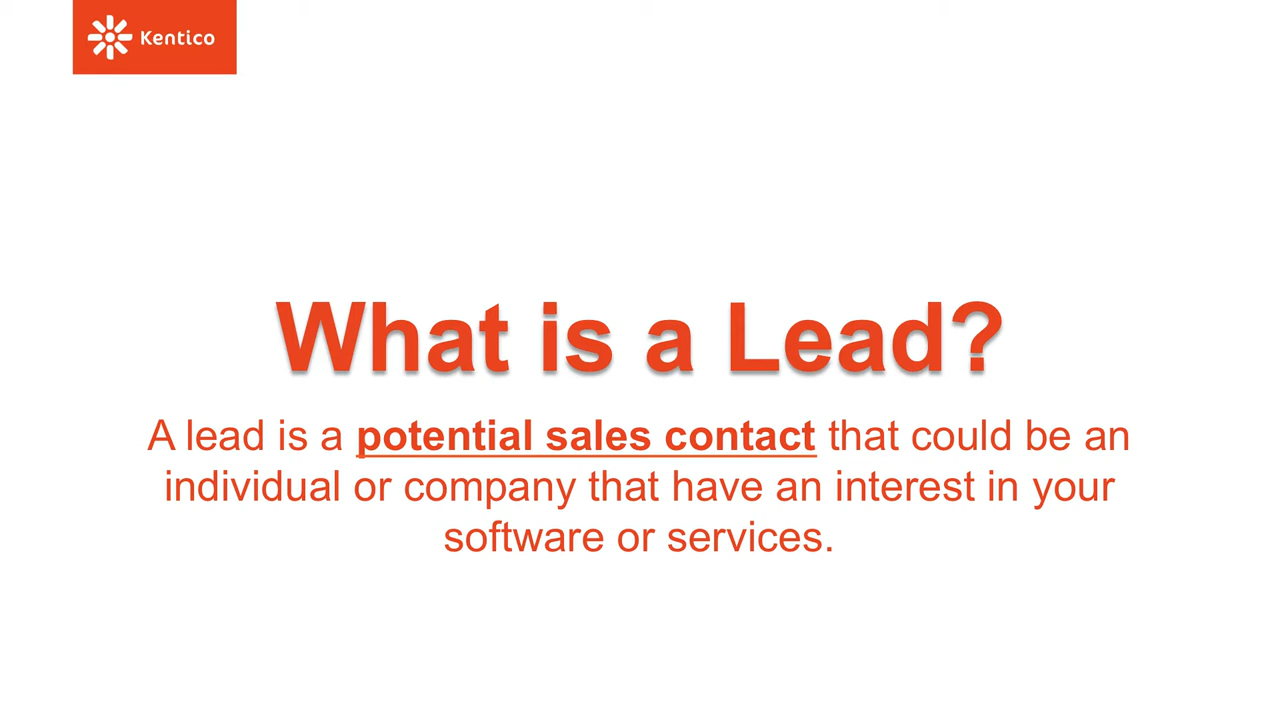 Kentico
What is a Lead?
A lead is a potential sales contact that could be an
individual or company that have an interest in your
software or services.